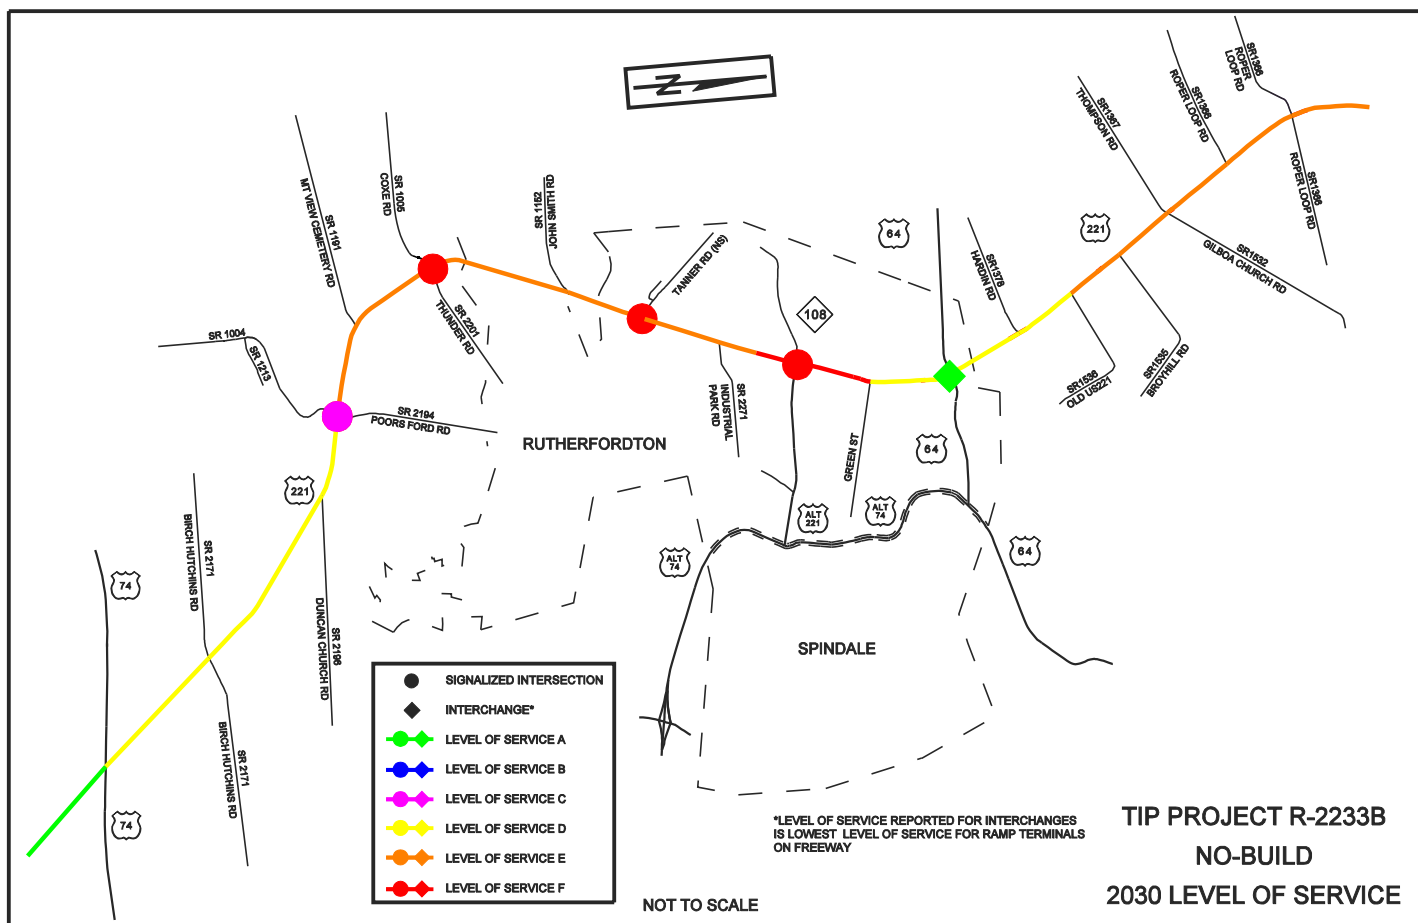 N
SR1366
ROPER
LOOP RD
SR1366
ROPER LOOP RD
SR1367
THOMPSON RD
SR1366
ROPER LOOP RD
SR 1005
COXE RD
SR 1191
MT VIEW CEMETERY RD
SR 1152
JOHN SMITH RD
TANNER RD (NS)
64
SR1378
HARDIN RD
221
SR1532
GILBOA CHURCH RD
108
SR 2201
THUNDER RD
SR 1004
SR 1213
SR1536
OLD US221
SR1535
BROYHILL RD
SR 2194
POORS FORD RD
SR 2271
INDUSTRIAL
PARK RD
RUTHERFORDTON
GREEN ST
64
221
SR 2171
BIRCH HUTCHINS RD
ALT
221
ALT
74
ALT
74
64
74
SR 2196
DUNCAN CHURCH RD
SPINDALE
SR 2171
BIRCH HUTCHINS RD
74
SIGNALIZED INTERSECTION
INTERCHANGE*
LEVEL OF SERVICE A
LEVEL OF SERVICE B
LEVEL OF SERVICE C
LEVEL OF SERVICE D
LEVEL OF SERVICE E
LEVEL OF SERVICE F
*LEVEL OF SERVICE REPORTED FOR INTERCHANGES
IS LOWEST LEVEL OF SERVICE FOR RAMP TERMINALS
ON FREEWAY
NOT TO SCALE
TIP PROJECT R-2233B
NO-BUILD
2030 LEVEL OF SERVICE